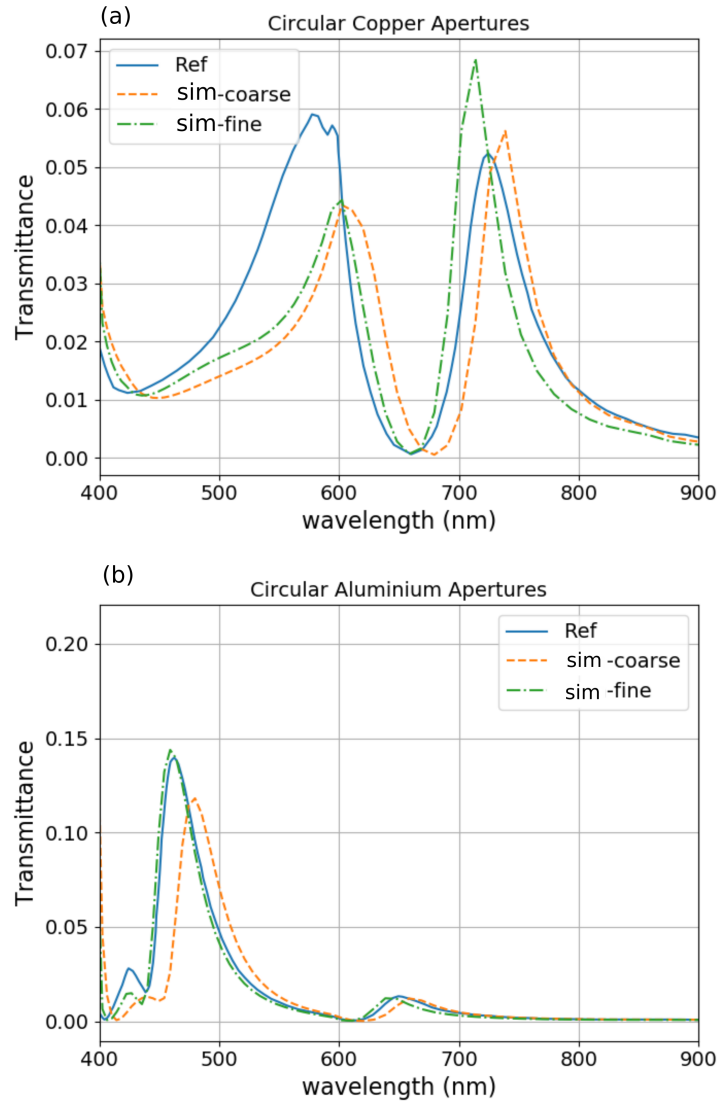 (a)
Circular Copper Apertures
Ref
sim-coarse
sim-fine
Transmittance
0.07
0.06
0.05
0.04
0.03
0.02
0.01
0.00
400 500 600 700 800 900
wavelength (nm)
(b)
Circular Aluminium Apertures
Ref
sim -coarse
sim -fine
Transmittance
0.20
0.15
0.10
0.05
0.00
400 500 600 700 800 900
wavelength (nm)